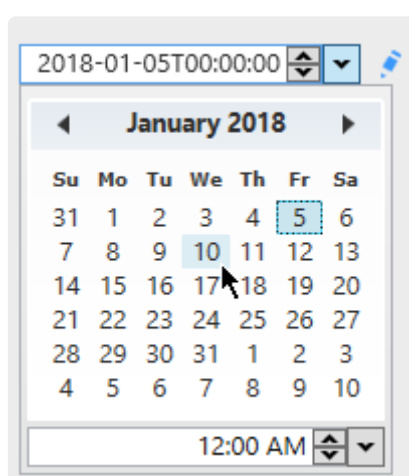 2018-01-05T00:00:00
January 2018
Su Mo Tu We Th Fr Sa
31 1 2 3 4 5 6
7 8 9 10 11 12 13
14 15 16 17 18 19 20
21 22 23 24 25 26 27
28 29 30 31 1 2 3
4 5 6 7 8 9 10
12:00 AM